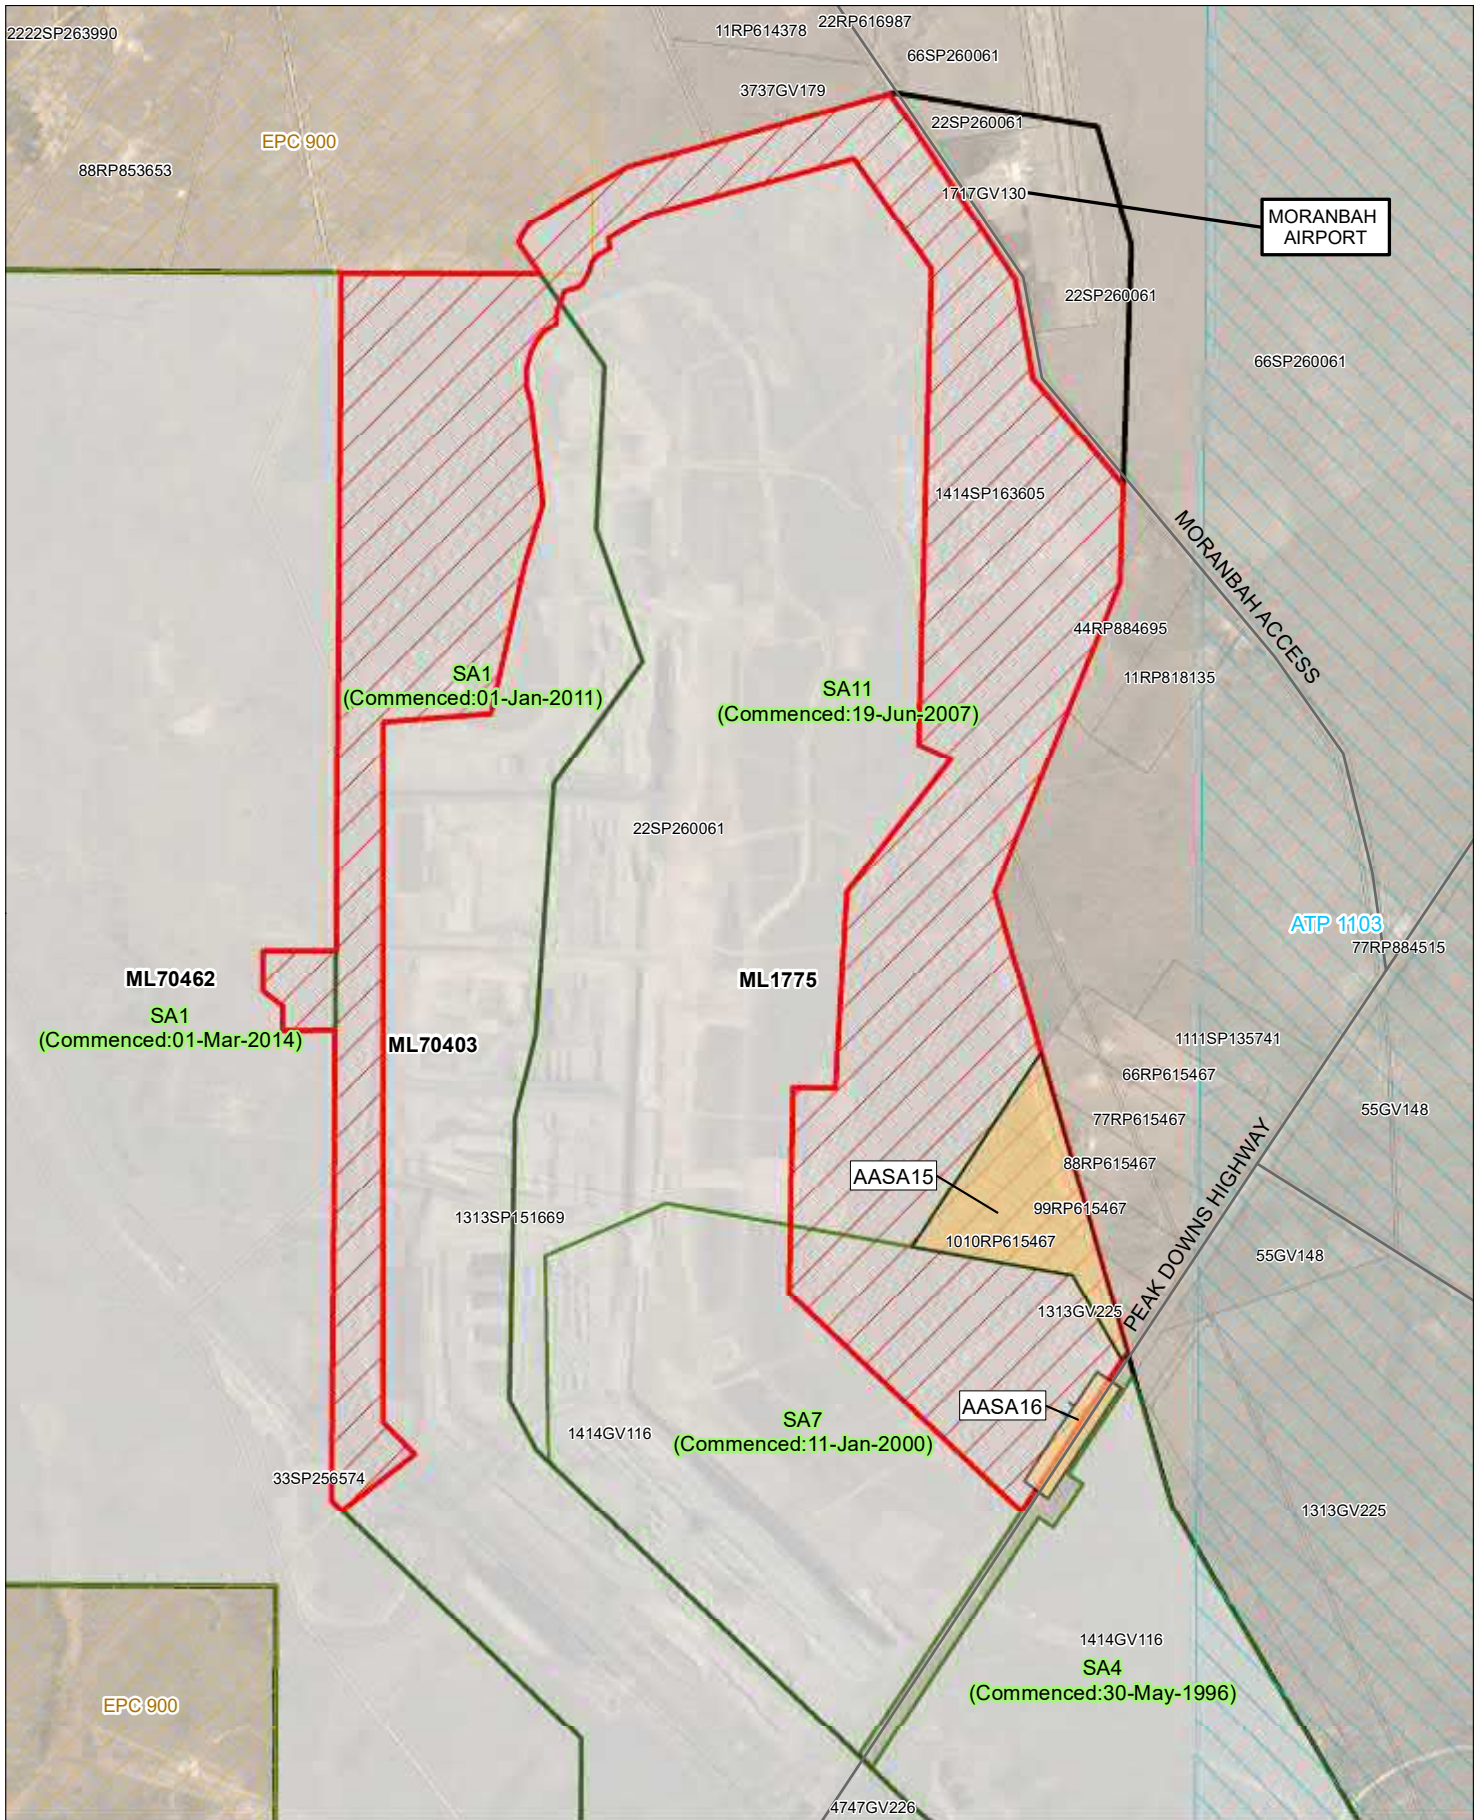 22RP616987
11RP614378
2222SP263990
66SP260061
3737GV179
22SP260061
EPC 900
88RP853653
1717GV130
MORANBAH
AIRPORT
22SP260061
66SP260061
1414SP163605
MORANBAH ACCESS
44RP884695
SA1
(Commenced:01-Jan-2011)
11RP818135
SA11
(Commenced:19-Jun-2007)
22SP260061
ATP 1103
77RP884515
ML70462
ML1775
SA1
(Commenced:01-Mar-2014)
ML70403
1111SP135741
66RP615467
55GV148
77RP615467
88RP615467
AASA15
99RP615467
PEAK DOWNS HIGHWAY
1313SP151669
1010RP615467
55GV148
1313GV225
AASA16
SA7
(Commenced:11-Jan-2000)
1414GV116
33SP256574
1313GV225
1414GV116
SA4
(Commenced:30-May-1996)
EPC 900
4747GV226